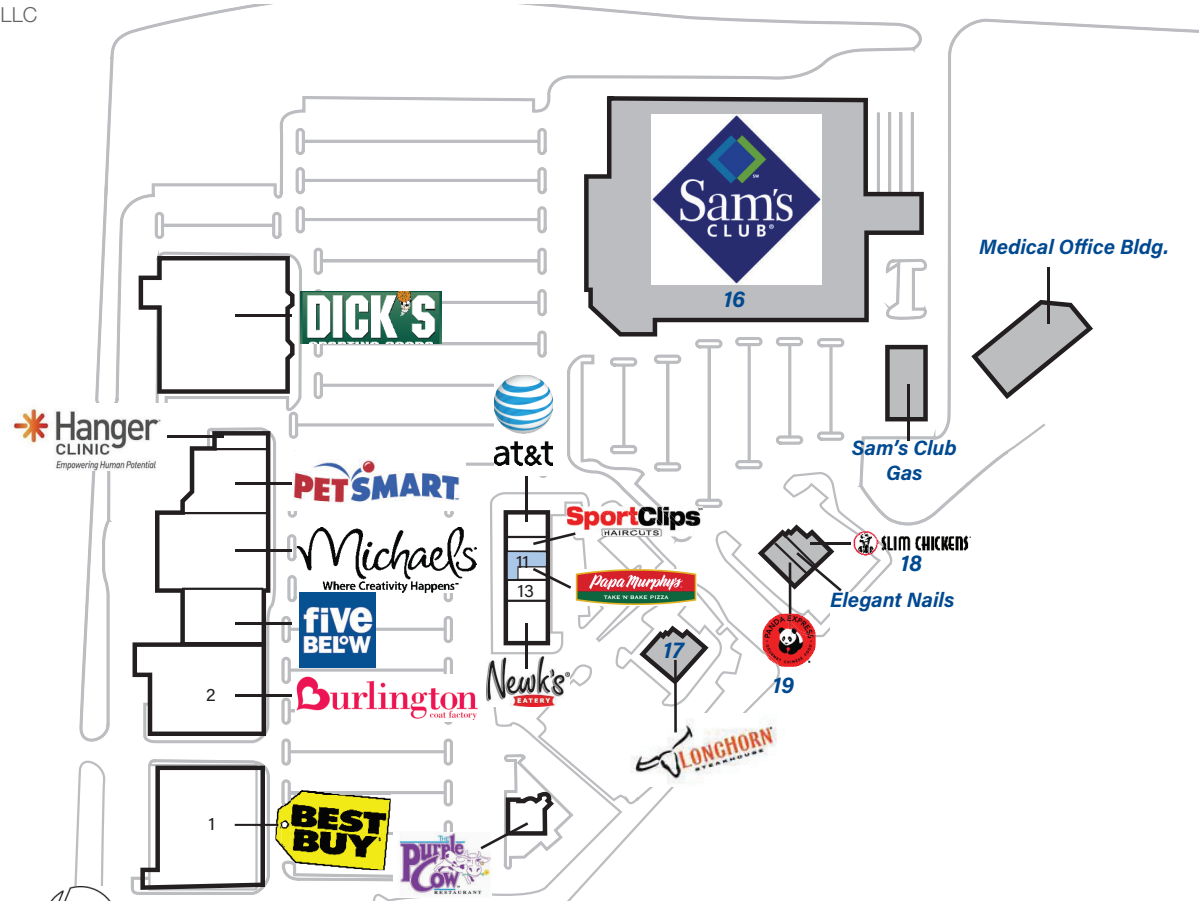 LLC
Sam's
CLUB
SM
16
Medical Office Bldg.
DICK'S
Hanger
CLINIC
Empowering Human Potential
at&t
Sam's Club
Gas
PETSMART
SportClips
HAIRCUTS
Michaels
Where Creativity Happens
11
Papa Murphy's
TAKE 'N' BAKE PIZZA
13
SLIM CHICKENS
18
Elegant Nails
five
BELOW
PANDA EXPRESS
17
19
2
Burlington
coat factory
Newk's
EATERY
LONGHORN
STEAKHOUSE
1
BEST
BUY
THE
Purple
Cow
RESTAURANT